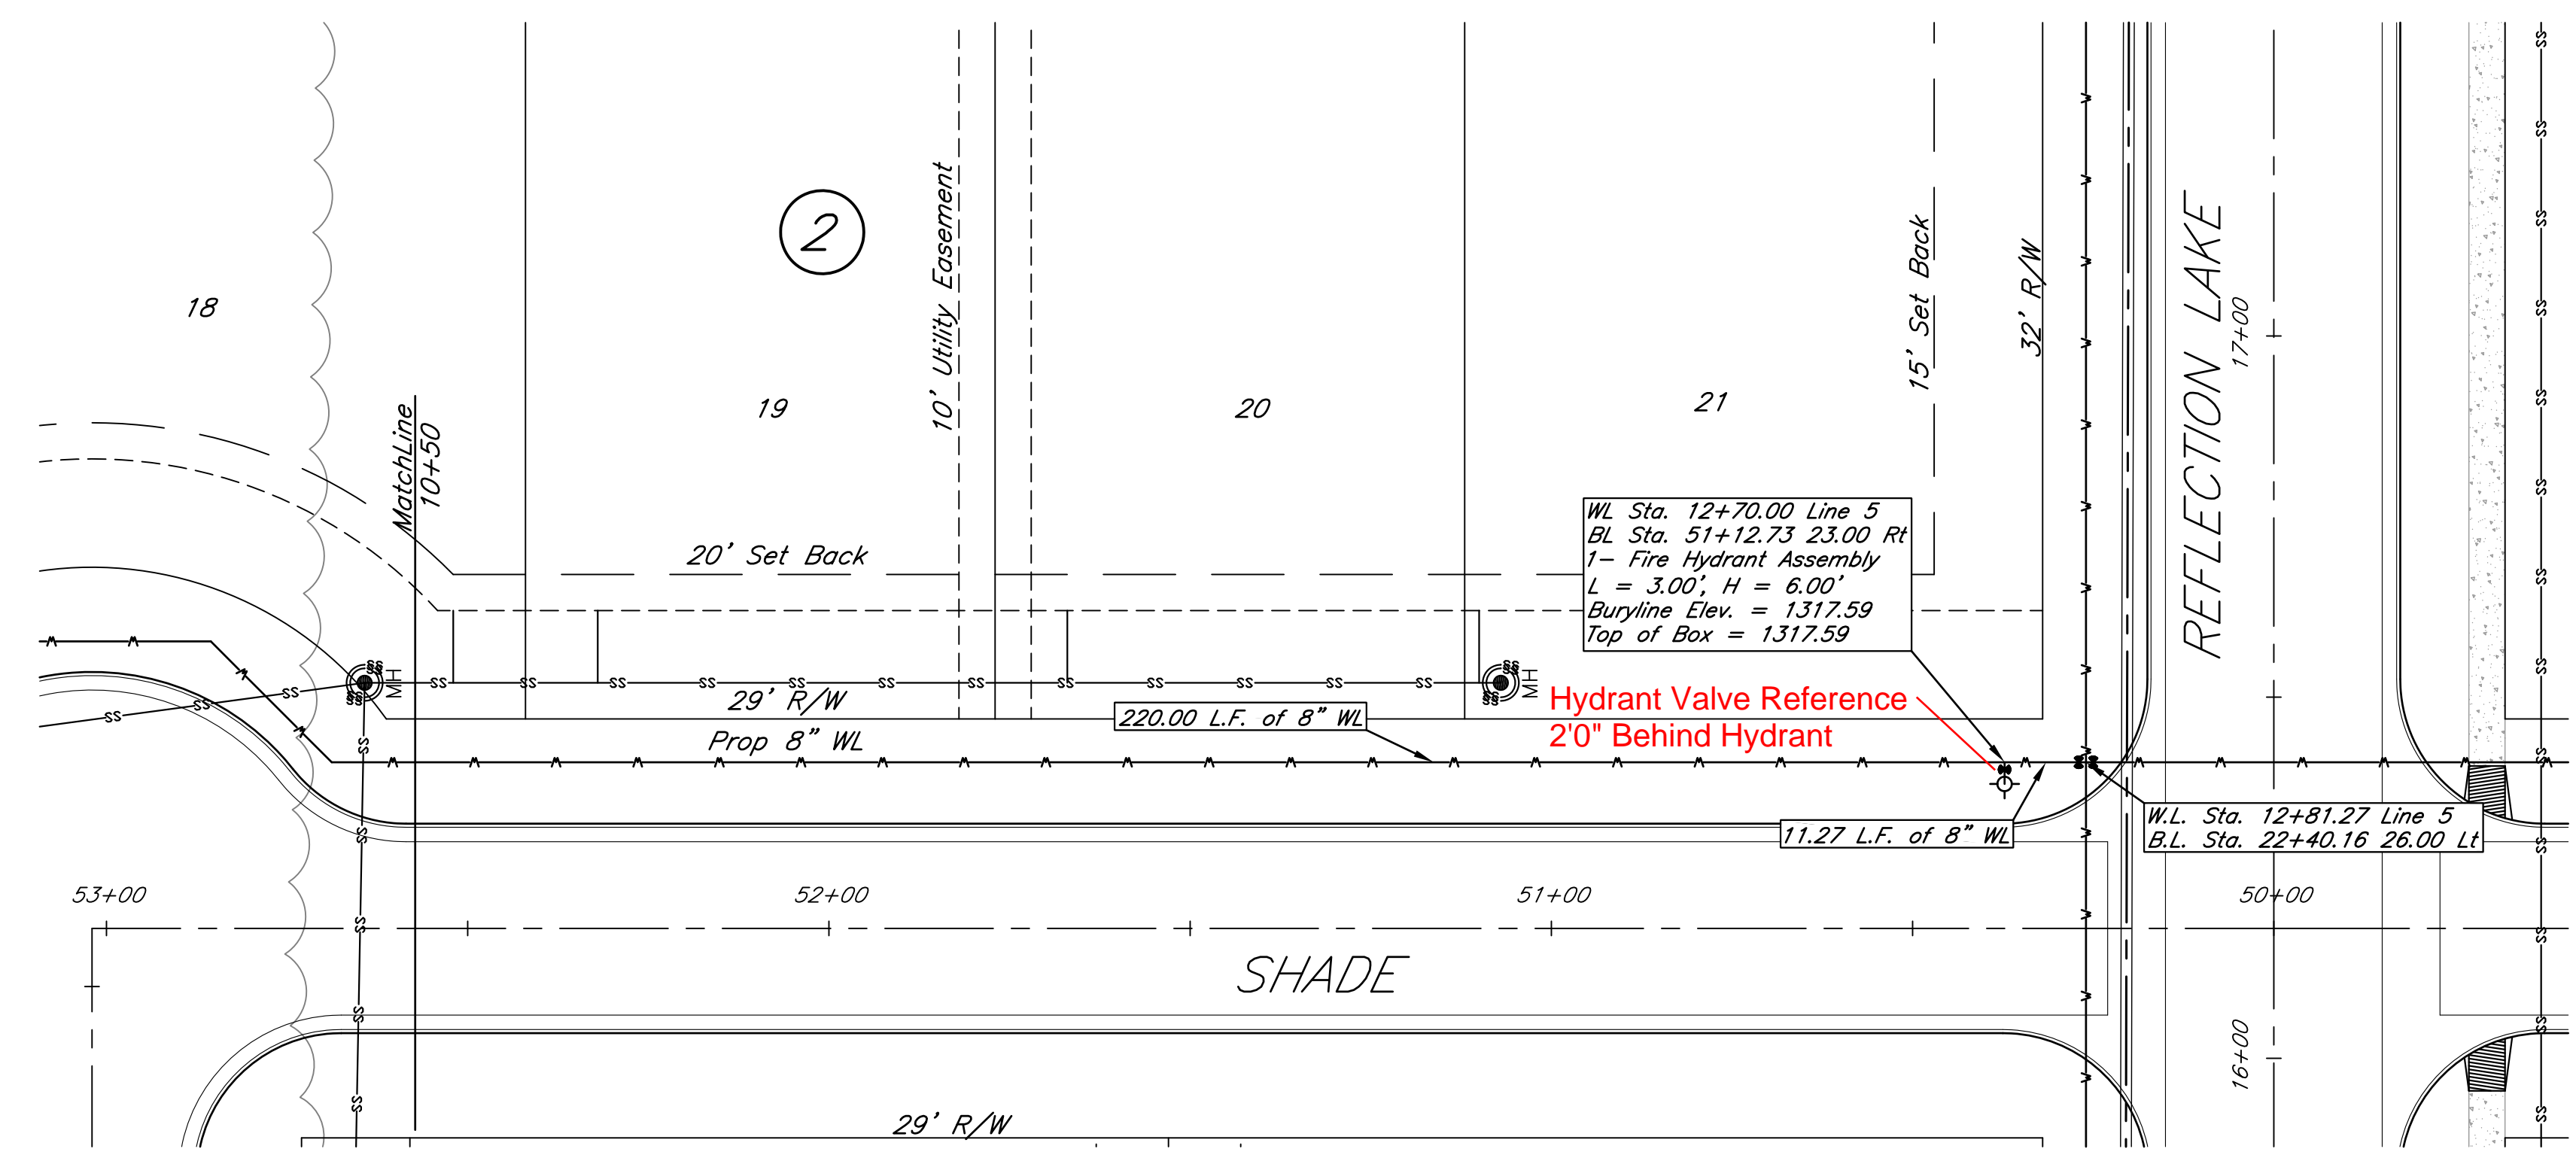 2
18
19
20
21
10' Utility Easement
15' Set Back
32' R/W
REFLECTION LAKE
17+00
MatchLine
10+50
20' Set Back
WL Sta. 12+70.00 Line 5
BL Sta. 51+12.73 23.00 Rt
1- Fire Hydrant Assembly
L = 3.00', H = 6.00'
Buryline Elev. = 1317.59
Top of Box = 1317.59
MH
MH
29' R/W
220.00 L.F. of 8" WL
Hydrant Valve Reference
2'0" Behind Hydrant
Prop 8" WL
11.27 L.F. of 8" WL
W.L. Sta. 12+81.27 Line 5
B.L. Sta. 22+40.16 26.00 Lt
53+00
52+00
51+00
50+00
SHADE
16+00
29' R/W